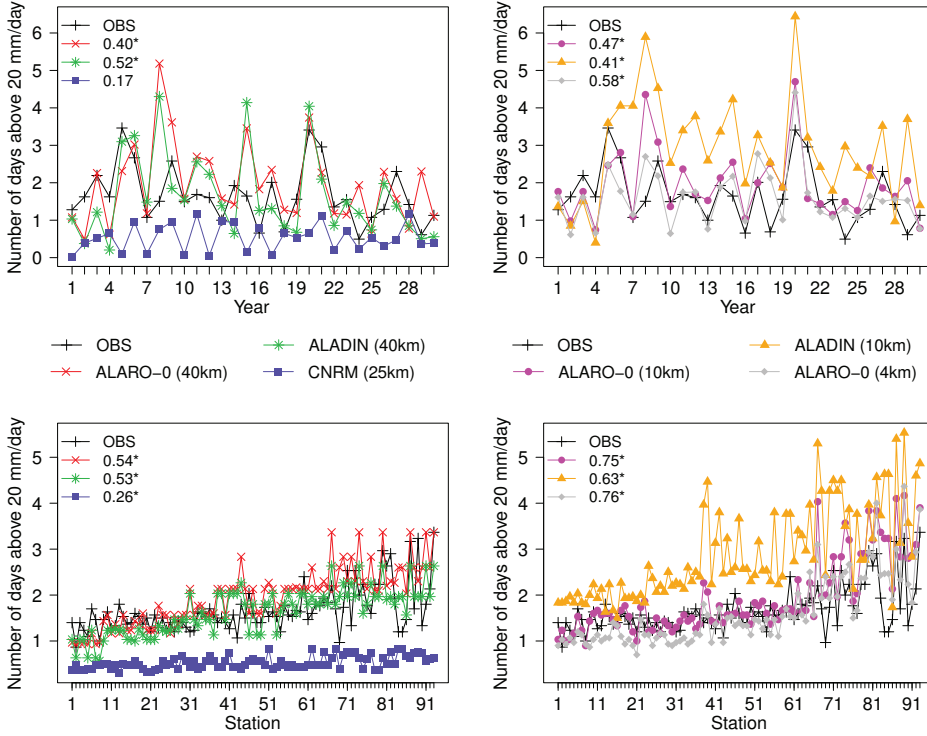 Number of days above 20 mm/day
6
5
4
3
2
1
0
OBS
0.40*
0.52*
0.17
1 4 7 10 13 16 19 22 25 28
Year
Number of days above 20 mm/day
6
5
4
3
2
1
0
OBS
0.47*
0.41*
0.58*
1 4 7 10 13 16 19 22 25 28
Year
OBS
ALARO−0 (40km)
ALADIN (40km)
CNRM (25km)
OBS
ALARO−0 (10km)
ALADIN (10km)
ALARO−0 (4km)
Number of days above 20 mm/day
5
4
3
2
1
OBS
0.54*
0.53*
0.26*
1 11 21 31 41 51 61 71 81 91
Station
Number of days above 20 mm/day
5
4
3
2
1
OBS
0.75*
0.63*
0.76*
1 11 21 31 41 51 61 71 81 91
Station